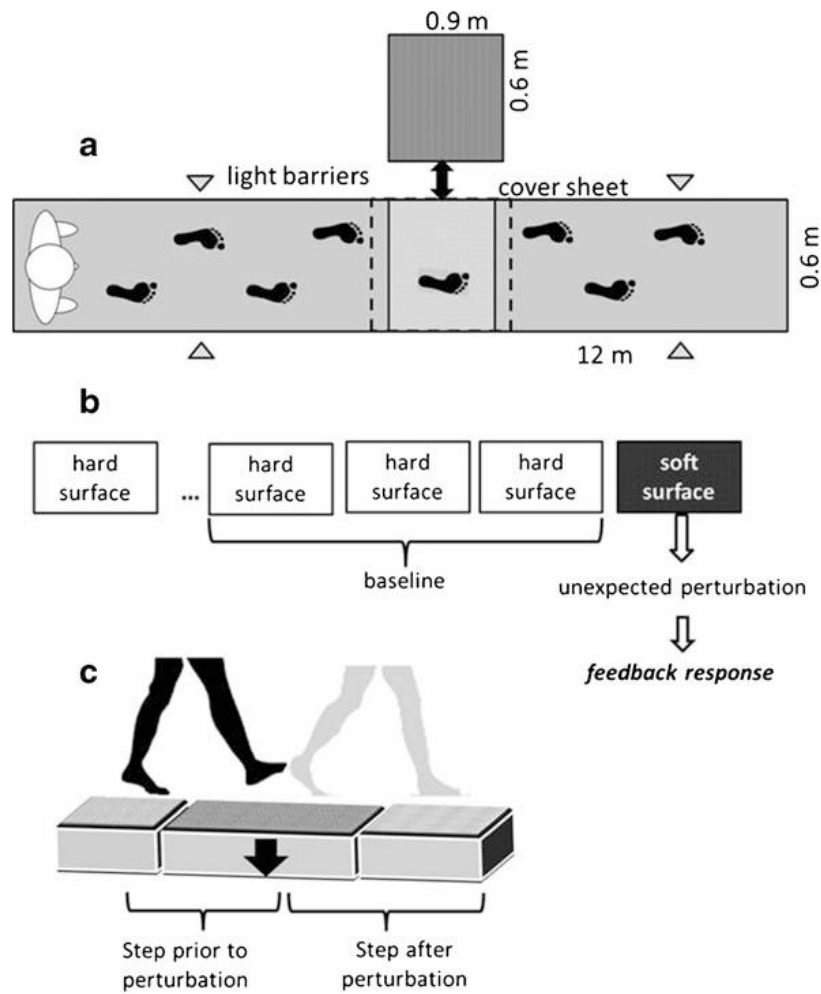 0.9 m
0.6 m
a
light barriers
cover sheet
0.6 m
12 m
b
hard
surface
...
hard
surface
hard
surface
hard
surface
soft
surface
baseline
unexpected perturbation
feedback response
c
Step prior to
perturbation
Step after
perturbation